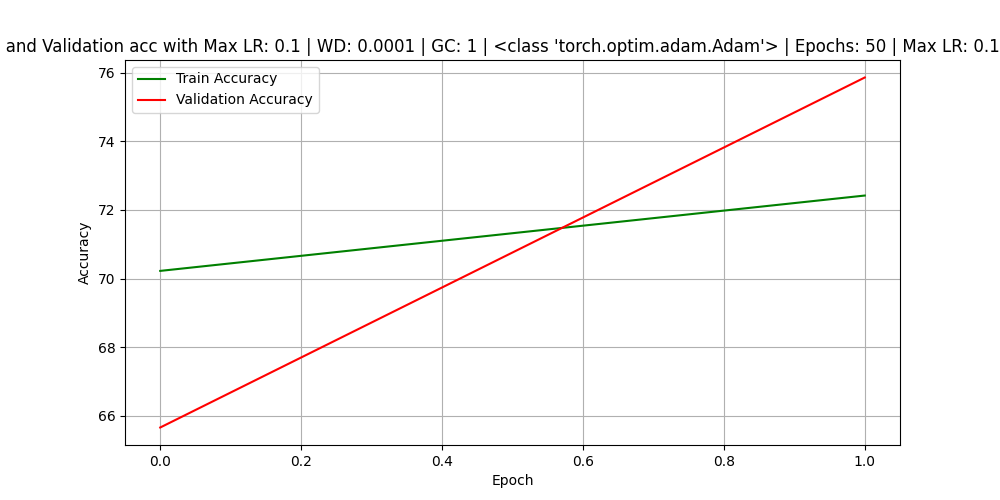 and Validation acc with Max LR: 0.1 | WD: 0.0001 | GC: 1 | <class 'torch.optim.adam.Adam'> | Epochs: 50 | Max LR: 0.1
Train Accuracy
Validation Accuracy
76
74
72
70
68
66
Accuracy
0.0 0.2 0.4 0.6 0.8 1.0
Epoch